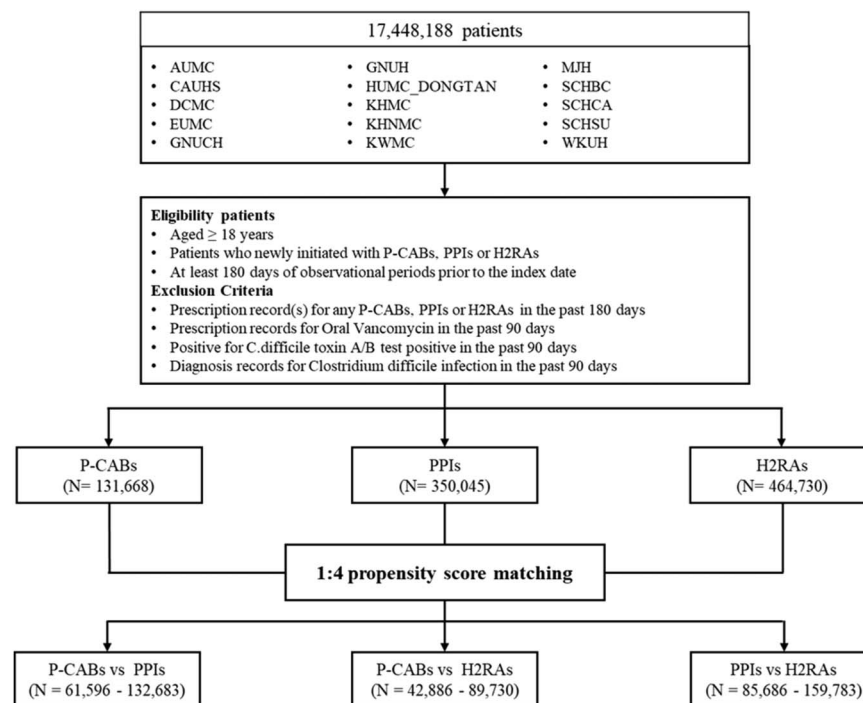 17,448,188 patients
• AUMC
• CAUHS
• DCMC
• EUMC
• GNUCH
• GNUH
• HUMC_DONGTAN
• KHMC
• KHNMC
• KWMC
• MJH
• SCHBC
• SCHCA
• SCHSU
• WKUH
Eligibility patients
• Aged ≥ 18 years
• Patients who newly initiated with P-CABs, PPIs or H2RAs
• At least 180 days of observational periods prior to the index date
Exclusion Criteria
• Prescription record(s) for any P-CABs, PPIs or H2RAs in the past 180 days
• Prescription records for Oral Vancomycin in the past 90 days
• Positive for C.difficile toxin A/B test positive in the past 90 days
• Diagnosis records for Clostridium difficile infection in the past 90 days
P-CABs
(N= 131,668)
PPIs
(N= 350,045)
H2RAs
(N= 464,730)
1:4 propensity score matching
P-CABs vs PPIs
(N = 61,596 - 132,683)
P-CABs vs H2RAs
(N = 42,886 - 89,730)
PPIs vs H2RAs
(N = 85,686 - 159,783)